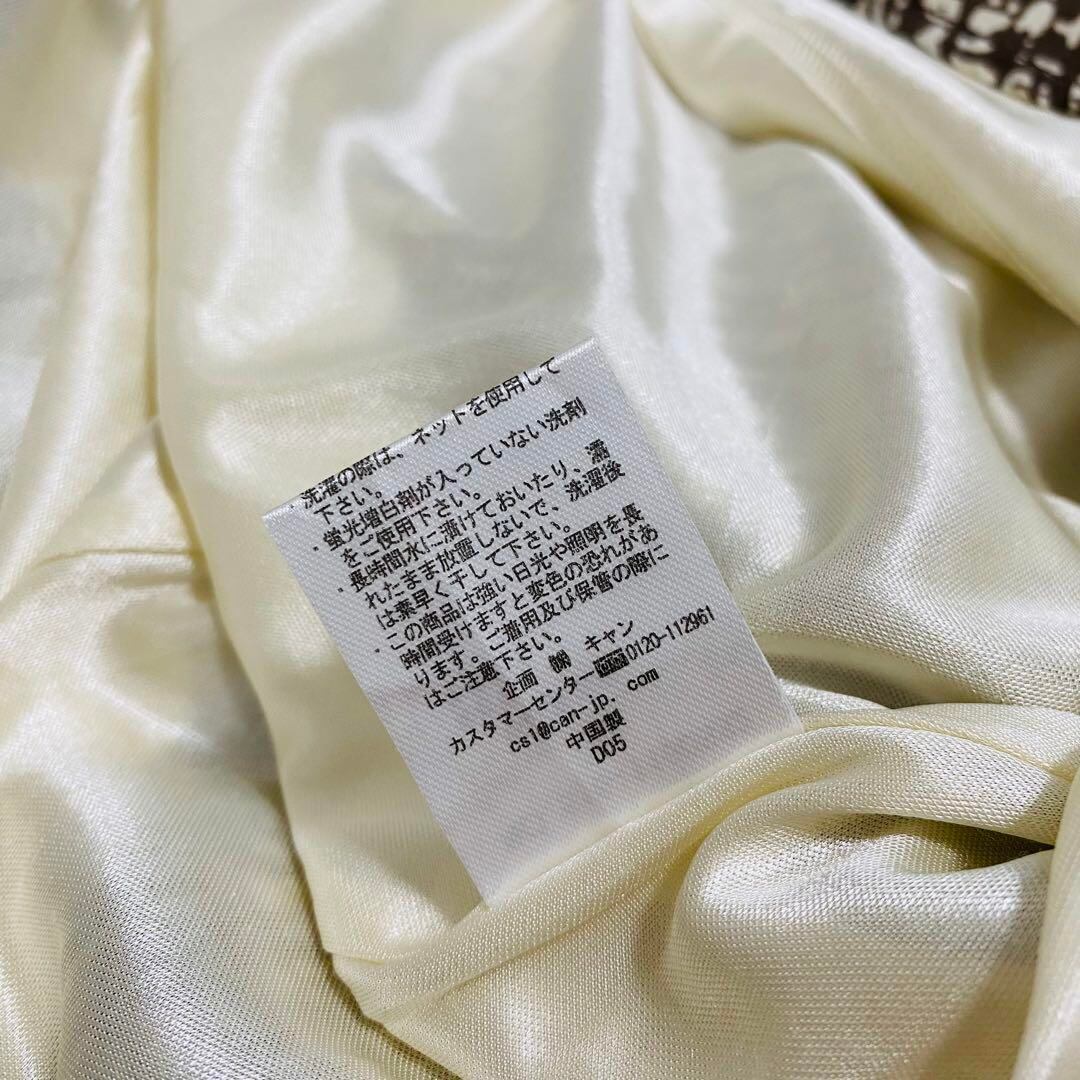 ・洗濯の際は、ネットを使用して
下さい。
・蛍光増白剤が入っていない洗剤
をご使用下さい。
・長時間水に漬けておいたり、濡
れたまま放置しないで、洗濯後
は素早く干して下さい。
・この商品は強い日光や照明を長
時間受けますと変色の恐れがあ
ります。ご着用及び保管の際に
はご注意下さい。
企画 ㈱ キャン
カスタマーセンター 0120-112961
cs1@can-jp.com
中国製
D05